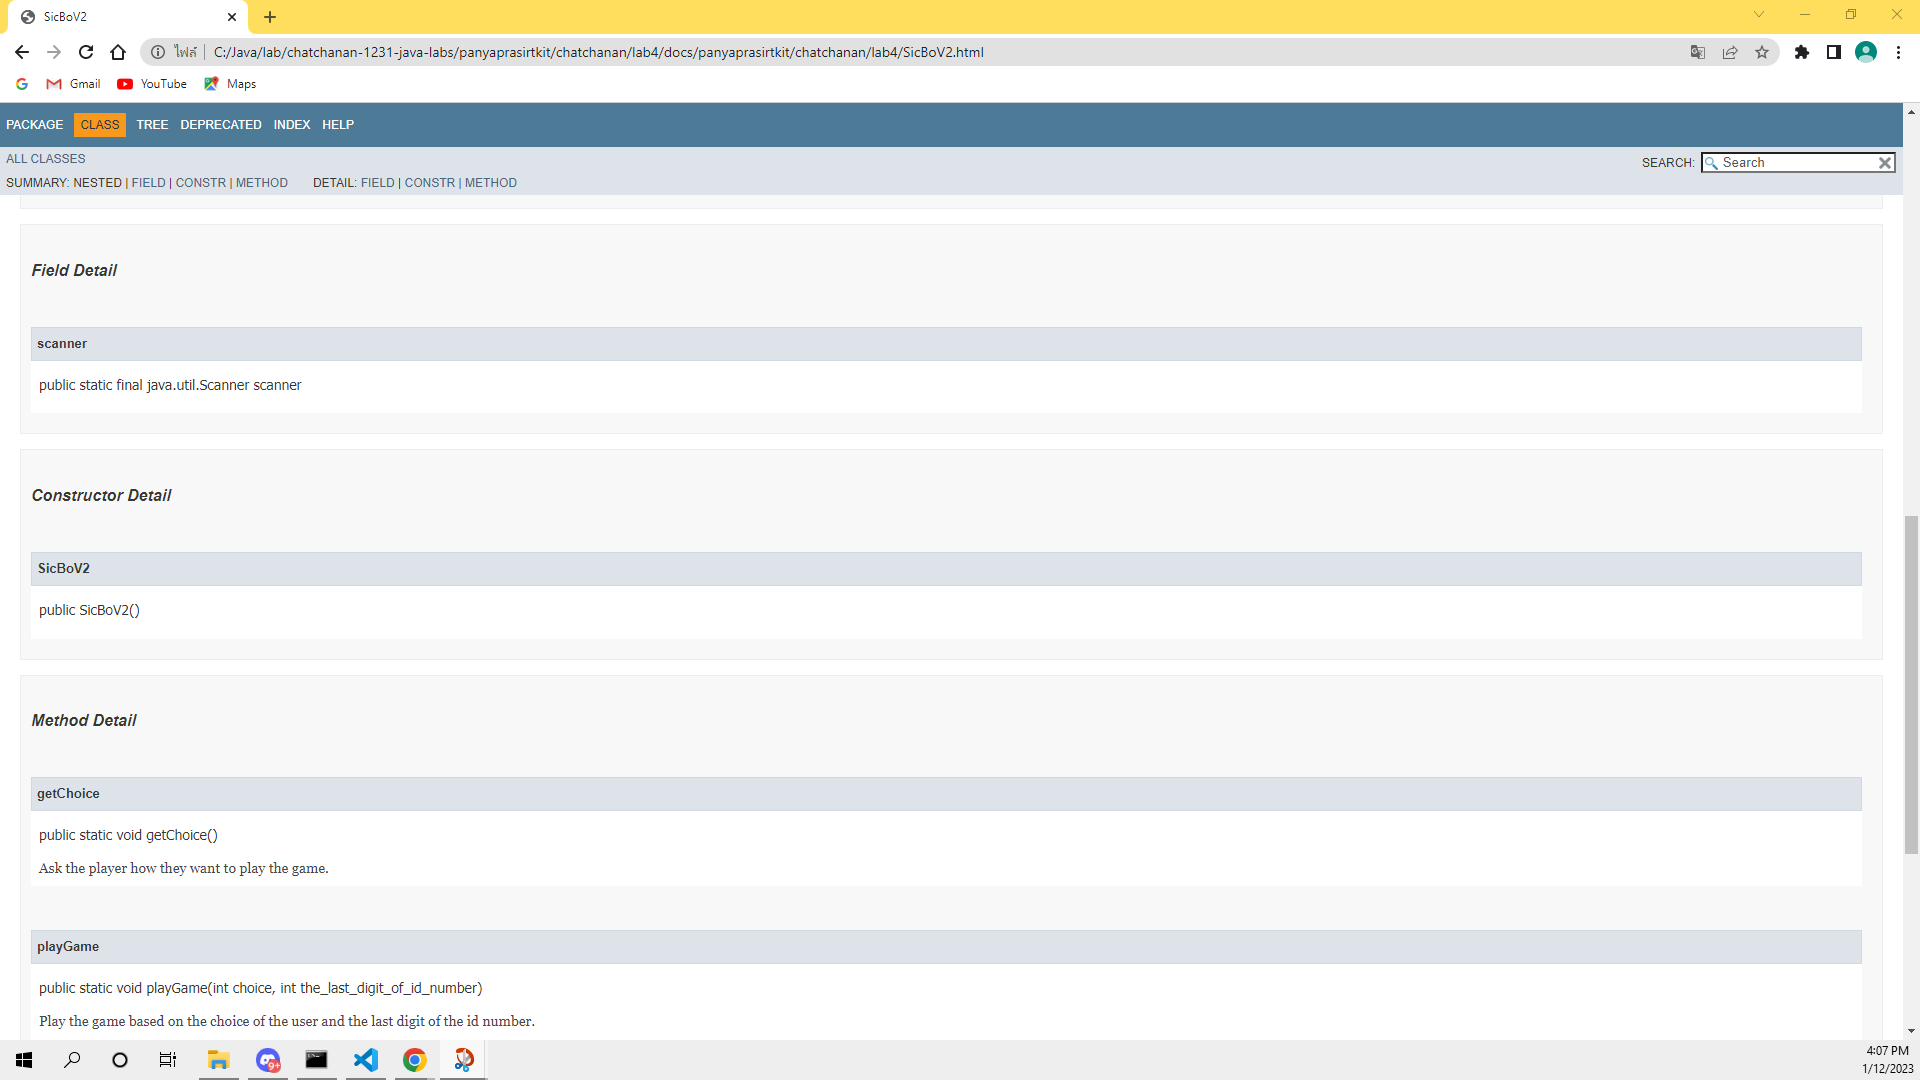 SicBoV2
ไฟล์ C:/Java/lab/chatchanan-1231-java-labs/panyaprasirtkit/chatchanan/lab4/docs/panyaprasirtkit/chatchanan/lab4/SicBoV2.html
Gmail YouTube Maps
PACKAGE CLASS TREE DEPRECATED INDEX HELP
ALL CLASSES
SEARCH: Search
SUMMARY: NESTED | FIELD | CONSTR | METHOD DETAIL: FIELD | CONSTR | METHOD
Field Detail
scanner
public static final java.util.Scanner scanner
Constructor Detail
SicBoV2
public SicBoV2()
Method Detail
getChoice
public static void getChoice()
Ask the player how they want to play the game.
playGame
public static void playGame(int choice, int the_last_digit_of_id_number)
Play the game based on the choice of the user and the last digit of the id number.
9+
4:07 PM
1/12/2023